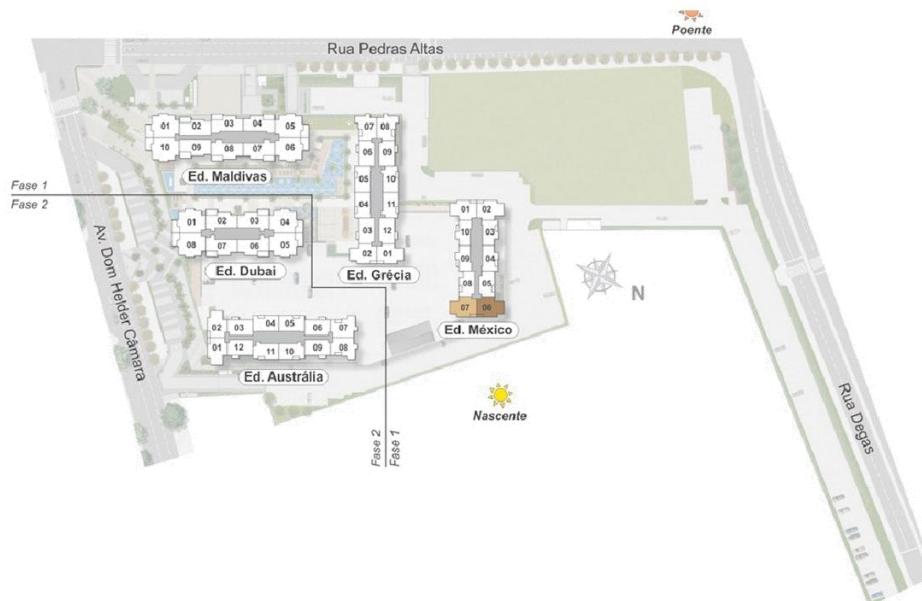 Poente
Rua Pedras Altas
01 02 03 04 05
10 09 08 07 06
Ed. Maldivas
07 08
06 09
05 10
04 11
03 12
02 01
Ed. Grécia
Fase 1
Fase 2
01 02 03 04
08 07 06 05
Ed. Dubai
01 02
10 03
09 04
08 05
07 06
Ed. México
N
Av. Dom Helder Câmara
02 03 04 05 06 07
01 12 11 10 09 08
Ed. Austrália
Nascente
Fase 2
Fase 1
Rua Degas